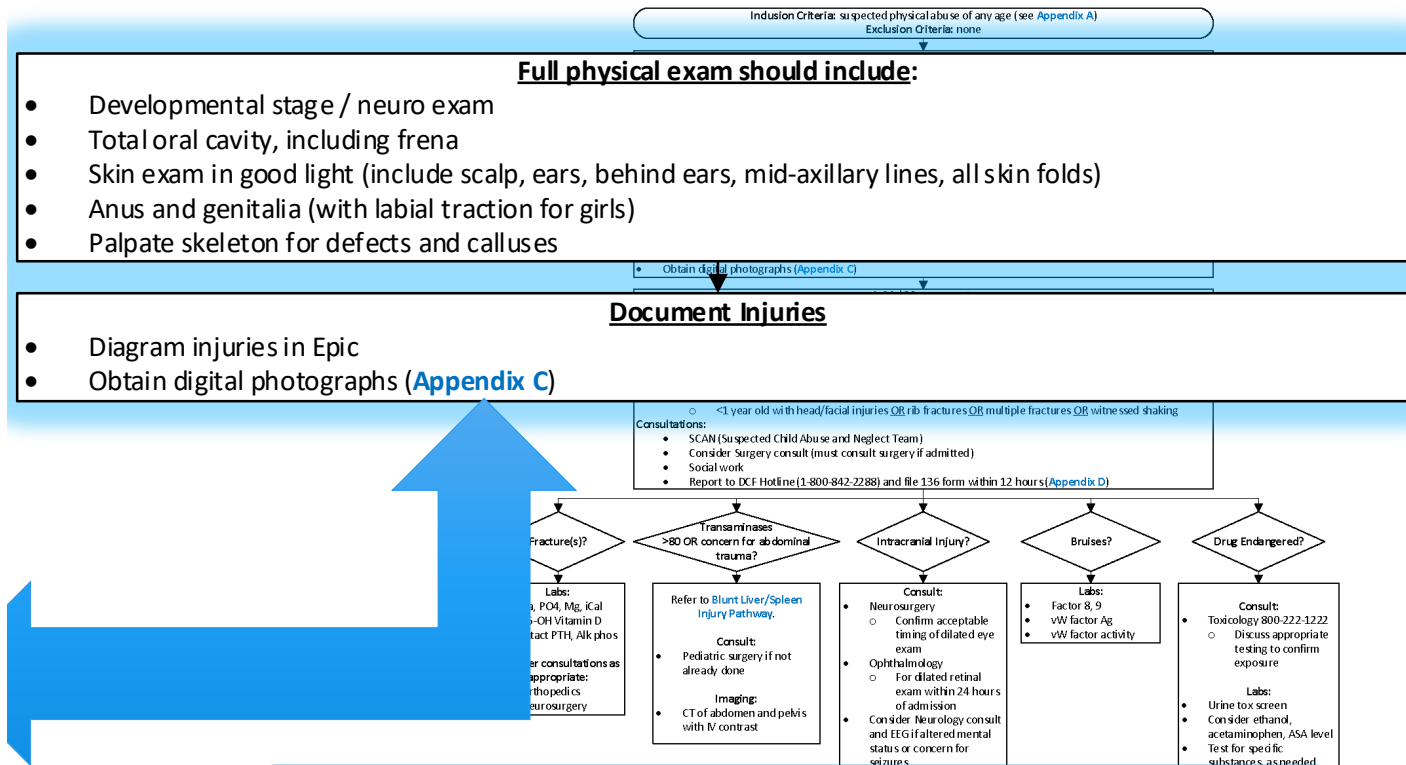 Inclusion Criteria: suspected physical abuse of any age (see Appendix A)
Exclusion Criteria: none
Full physical exam should include:
• Developmental stage / neuro exam
• Total oral cavity, including frena
• Skin exam in good light (include scalp, ears, behind ears, mid-axillary lines, all skin folds)
• Anus and genitalia (with labial traction for girls)
• Palpate skeleton for defects and calluses
• Obtain digital photographs (Appendix C)
Document Injuries
• Diagram injuries in Epic
• Obtain digital photographs (Appendix C)
○ <1 year old with head/facial injuries OR rib fractures OR multiple fractures OR witnessed shaking
Consultations:
• SCAN (Suspected Child Abuse and Neglect Team)
• Consider Surgery consult (must consult surgery if admitted)
• Social work
• Report to DCF Hotline (1-800-842-2288) and file 136 form within 12 hours (Appendix D)
Fracture(s)?
Transaminases
>80 OR concern for abdominal
trauma?
Intracranial Injury?
Bruises?
Drug Endangered?
Labs:
PO4, Mg, iCal
-OH Vitamin D
PTH, Alk phos
consultations as
Refer to Blunt Liver/Spleen
Injury Pathway.
Consult:
• Pediatric surgery if not
already done
Imaging:
• CT of abdomen and pelvis
with IV contrast
Consult:
• Neurosurgery
○ Confirm acceptable
timing of dilated eye
exam
• Ophthalmology
○ For dilated retinal
exam within 24 hours
of admission
• Consider Neurology consult
and EEG if altered mental
status or concern for
seizures
Labs:
• Factor 8, 9
• vW factor Ag
• vW factor activity
Consult:
• Toxicology 800-222-1222
○ Discuss appropriate
testing to confirm
exposure
Labs:
• Urine tox screen
• Consider ethanol,
acetaminophen, ASA level
• Test for specific
substances, as needed